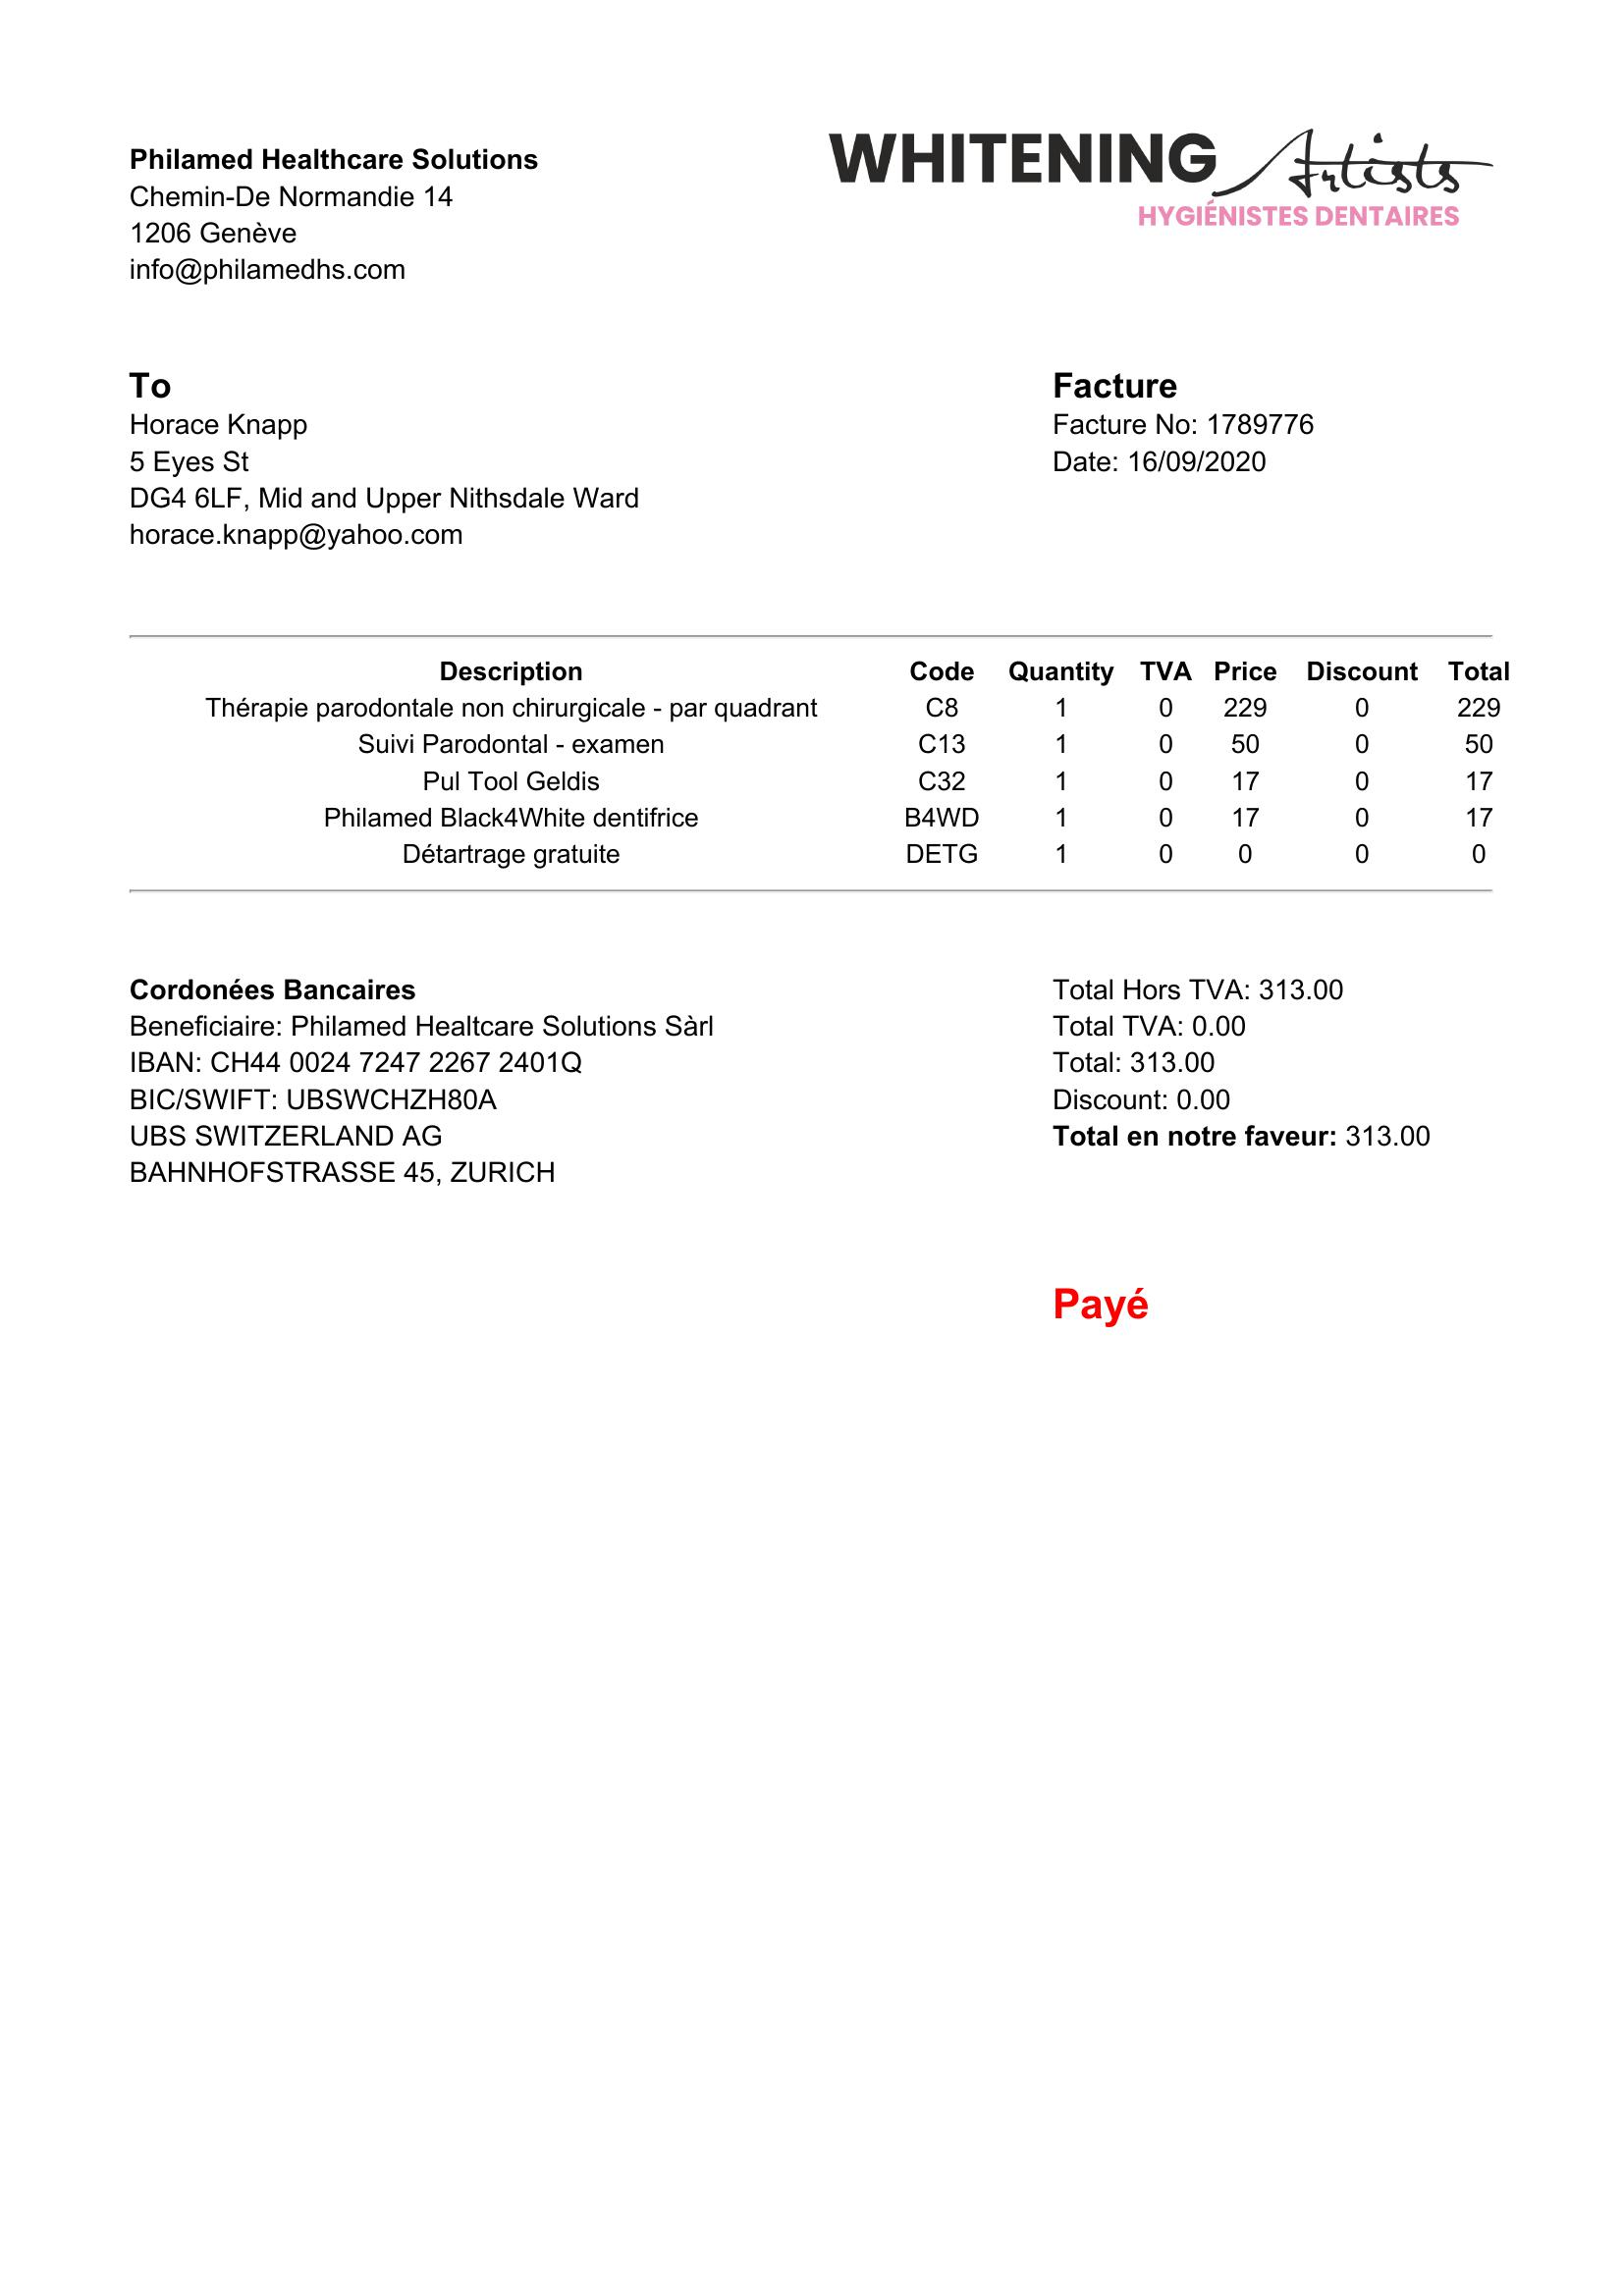 Philamed Healthcare Solutions
Chemin-De Normandie 14
1206 Genève
info@philamedhs.com
WHITENING Artists
HYGIÉNISTES DENTAIRES
To
Horace Knapp
5 Eyes St
DG4 6LF, Mid and Upper Nithsdale Ward
horace.knapp@yahoo.com
Facture
Facture No: 1789776
Date: 16/09/2020
Description Code Quantity TVA Price Discount Total
Thérapie parodontale non chirurgicale - par quadrant C8 1 0 229 0 229
Suivi Parodontal - examen C13 1 0 50 0 50
Pul Tool Geldis C32 1 0 17 0 17
Philamed Black4White dentifrice B4WD 1 0 17 0 17
Détartrage gratuite DETG 1 0 0 0 0
Cordonées Bancaires
Beneficiaire: Philamed Healtcare Solutions Sàrl
IBAN: CH44 0024 7247 2267 2401Q
BIC/SWIFT: UBSWCHZH80A
UBS SWITZERLAND AG
BAHNHOFSTRASSE 45, ZURICH
Total Hors TVA: 313.00
Total TVA: 0.00
Total: 313.00
Discount: 0.00
Total en notre faveur: 313.00
Payé